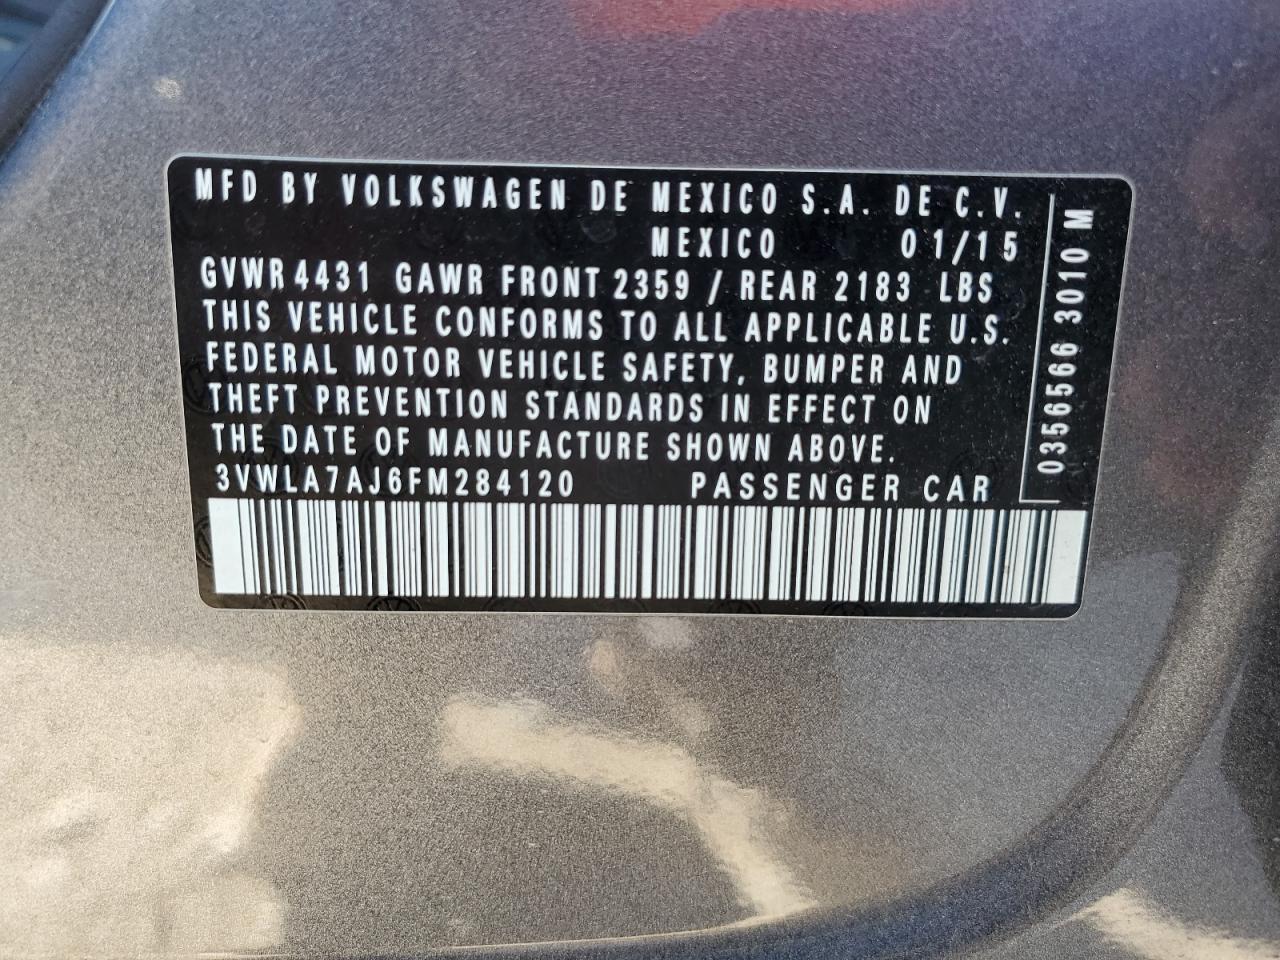 MFD BY VOLKSWAGEN DE MEXICO S.A. DE C.V.
MEXICO 01/15
GVWR 4431 GAWR FRONT 2359 / REAR 2183 LBS
THIS VEHICLE CONFORMS TO ALL APPLICABLE U.S.
FEDERAL MOTOR VEHICLE SAFETY, BUMPER AND
THEFT PREVENTION STANDARDS IN EFFECT ON
THE DATE OF MANUFACTURE SHOWN ABOVE.
3VWLA7AJ6FM284120 PASSENGER CAR
0356566 3010 M